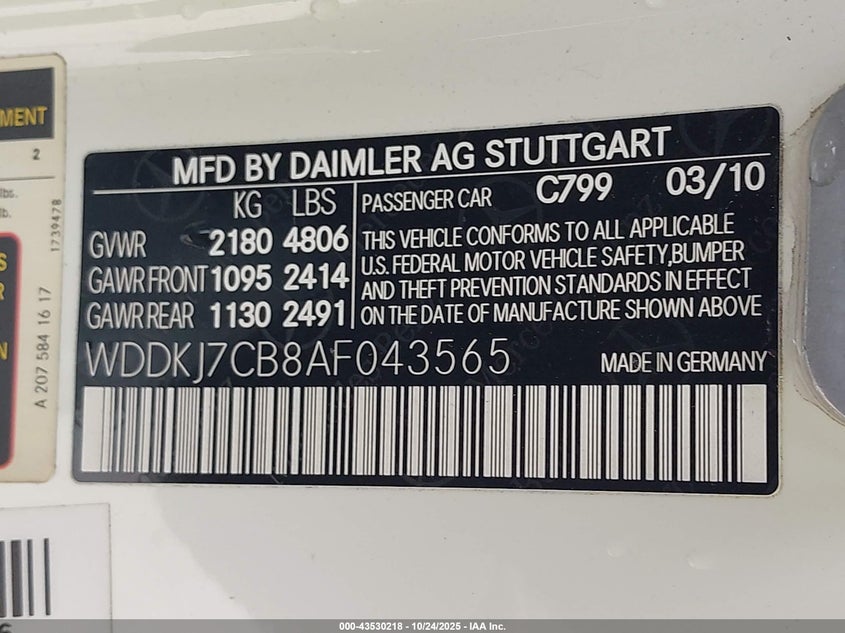 MENT
2
lbs.
lb.
S
R
N
A 207 584 16 17
1739478
MFD BY DAIMLER AG STUTTGART
KG LBS
PASSENGER CAR C799 03/10
GVWR 2180 4806
GAWR FRONT 1095 2414
GAWR REAR 1130 2491
THIS VEHICLE CONFORMS TO ALL APPLICABLE
U.S. FEDERAL MOTOR VEHICLE SAFETY,BUMPER
AND THEFT PREVENTION STANDARDS IN EFFECT
ON THE DATE OF MANUFACTURE SHOWN ABOVE
WDDKJ7CB8AF043565 MADE IN GERMANY
000-43530218 - 10/24/2025 - IAA Inc.